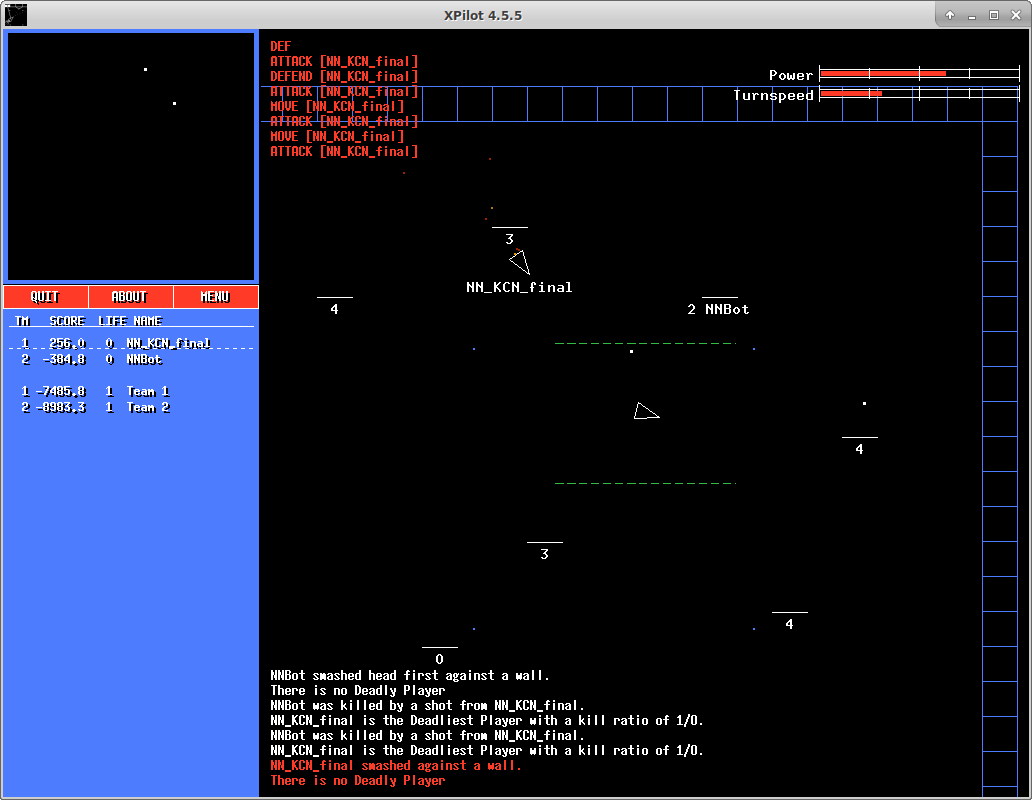 XPilot 4.5.5
DEF
ATTACK [NN_KCN_final]
DEFEND [NN_KCN_final]
ATTACK [NN_KCN_final]
MOVE [NN_KCN_final]
ATTACK [NN_KCN_final]
MOVE [NN_KCN_final]
ATTACK [NN_KCN_final]
Power
Turnspeed
QUIT ABOUT MENU
TM SCORE LIFE NAME
1 256.0 0 NN_KCN_final
2 -384.8 0 NNBot
1 -7485.8 1 Team 1
2 -8983.3 1 Team 2
3
NN_KCN_final
4
2 NNBot
4
3
4
0
NNBot smashed head first against a wall.
There is no Deadly Player
NNBot was killed by a shot from NN_KCN_final.
NN_KCN_final is the Deadliest Player with a kill ratio of 1/0.
NNBot was killed by a shot from NN_KCN_final.
NN_KCN_final is the Deadliest Player with a kill ratio of 1/0.
NN_KCN_final smashed against a wall.
There is no Deadly Player